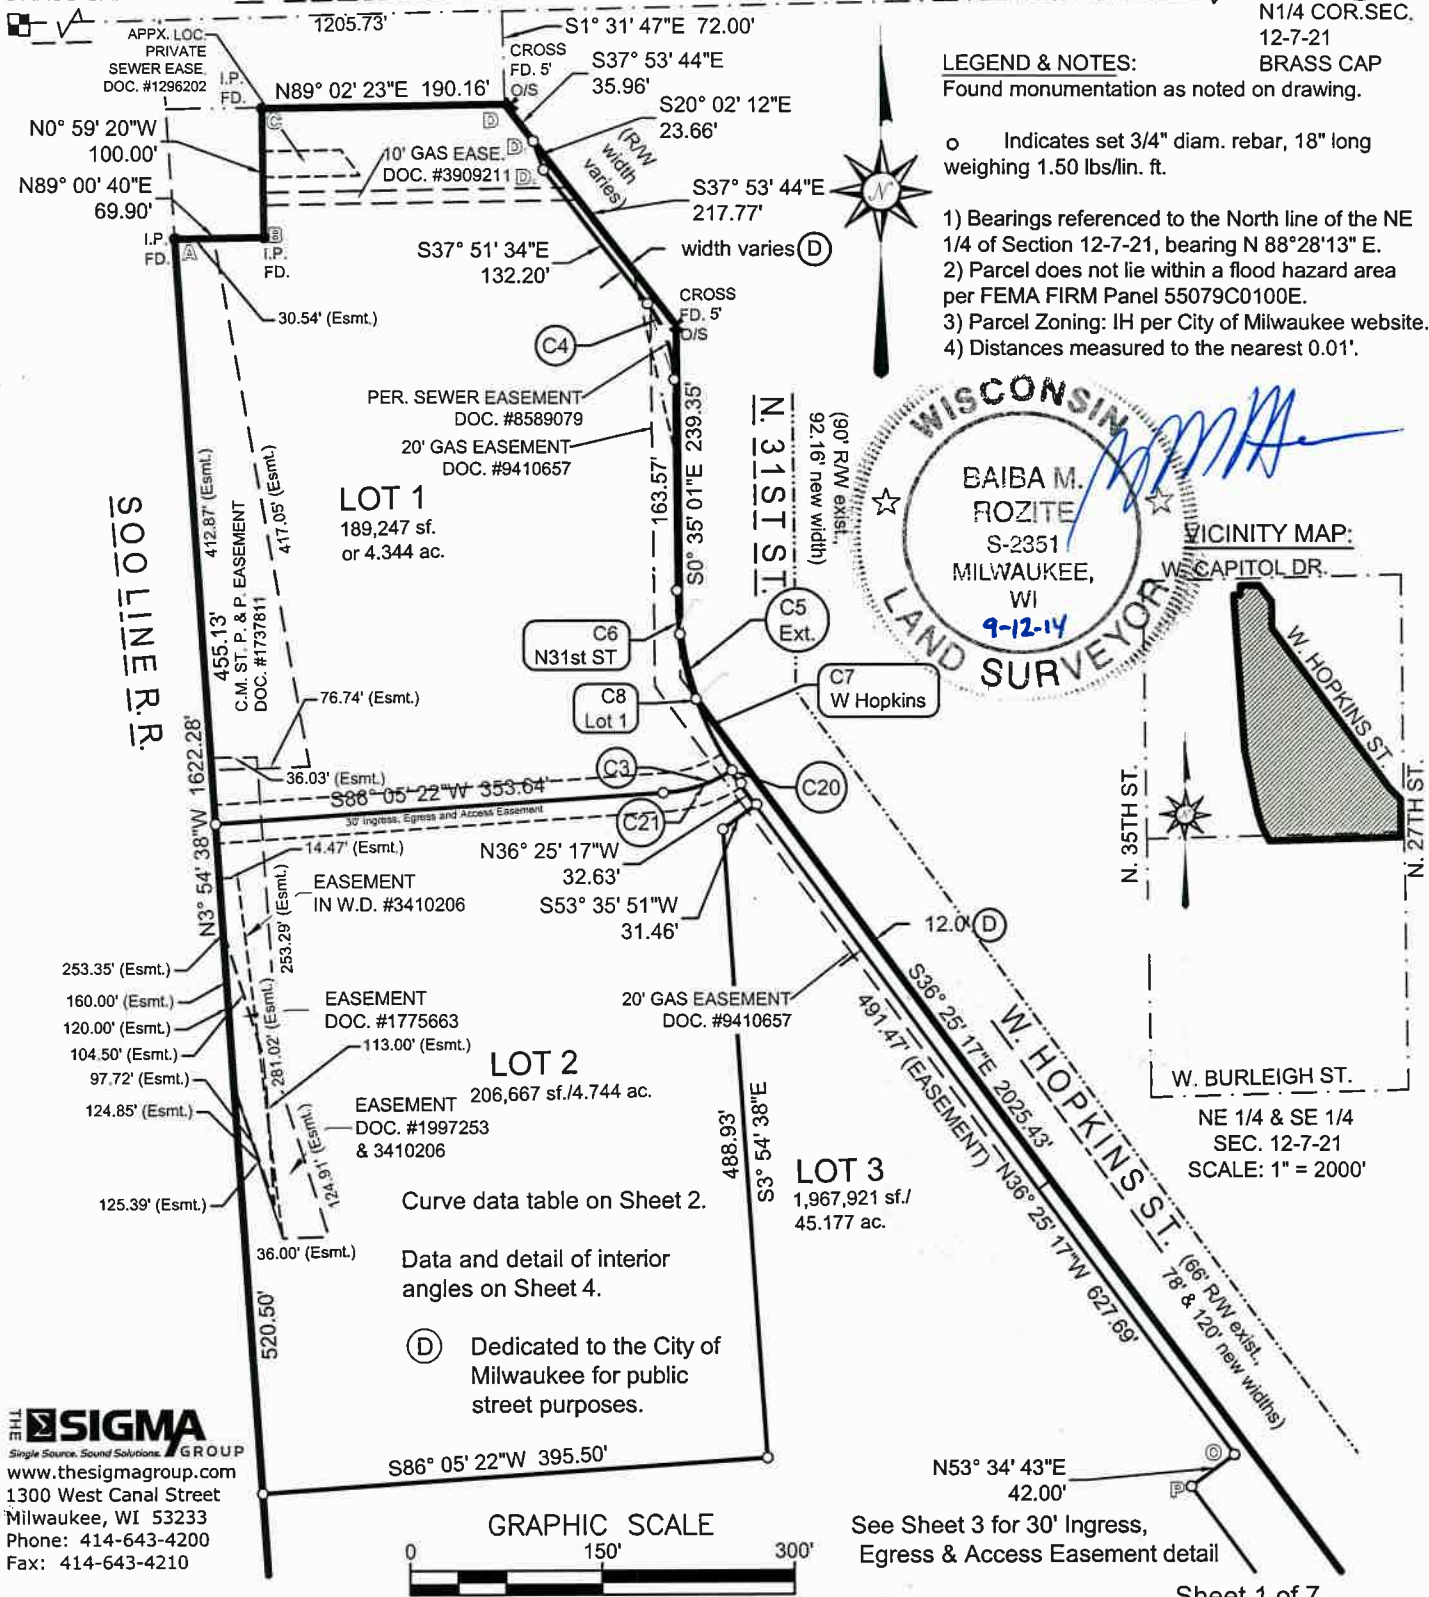 1205.73'
S1° 31' 47"E 72.00'
N1/4 COR.SEC.
12-7-21
BRASS CAP
APPX. LOC.
PRIVATE
SEWER EASE.
DOC. #1296202
I.P.
FD.
N89° 02' 23"E 190.16'
CROSS
FD. 5'
O/S
S37° 53' 44"E
35.96'
S20° 02' 12"E
23.66'
(R/W
width
varies)
LEGEND & NOTES:
Found monumentation as noted on drawing.
o Indicates set 3/4" diam. rebar, 18" long
weighing 1.50 lbs/lin. ft.
1) Bearings referenced to the North line of the NE
1/4 of Section 12-7-21, bearing N 88°28'13" E.
2) Parcel does not lie within a flood hazard area
per FEMA FIRM Panel 55079C0100E.
3) Parcel Zoning: IH per City of Milwaukee website.
4) Distances measured to the nearest 0.01'.
N
N0° 59' 20"W
100.00'
N89° 00' 40"E
69.90'
C
D
D
D
10' GAS EASE.
DOC. #3909211
S37° 53' 44"E
217.77'
width varies D
S37° 51' 34"E
132.20'
I.P.
FD.
A
B
I.P.
FD.
30.54' (Esmt.)
CROSS
FD. 5'
O/S
C4
PER. SEWER EASEMENT
DOC. #8589079
20' GAS EASEMENT
DOC. #9410657
163.57'
S0° 35' 01"E 239.35'
N. 31ST ST.
(90' R/W exist.,
92.16' new width)
WISCONSIN
BAIBA M.
ROZITE
S-2351
MILWAUKEE,
WI
9-12-14
LAND SURVEYOR
SOO LINE R.R.
412.87' (Esmt.)
417.05' (Esmt.)
455.13'
C.M. ST. P. & P. EASEMENT
DOC. #1737811
LOT 1
189,247 sf.
or 4.344 ac.
C6
N31st ST
C5
Ext.
C8
Lot 1
C7
W Hopkins
76.74' (Esmt.)
36.03' (Esmt.)
S86° 05' 22"W 353.64'
30' Ingress, Egress and Access Easement
C3
C20
C21
N3° 54' 38"W 1622.28'
14.47' (Esmt.)
N36° 25' 17"W
32.63'
EASEMENT
IN W.D. #3410206
S53° 35' 51"W
31.46'
253.29' (Esmt.)
12.0' D
253.35' (Esmt.)
160.00' (Esmt.)
120.00' (Esmt.)
104.50' (Esmt.)
97.72' (Esmt.)
124.85' (Esmt.)
125.39' (Esmt.)
EASEMENT
DOC. #1775663
281.02' (Esmt.)
113.00' (Esmt.)
20' GAS EASEMENT
DOC. #9410657
LOT 2
206,667 sf./4.744 ac.
EASEMENT
DOC. #1997253
& 3410206
124.91' (Esmt.)
36.00' (Esmt.)
488.93'
S3° 54' 38"E
491.47' (EASEMENT)
N36° 25' 17"W 627.69'
S36° 25' 17"E 2025.43'
W. HOPKINS ST.
(66' R/W exist.,
78' & 120' new widths)
LOT 3
1,967,921 sf./
45.177 ac.
VICINITY MAP:
W. CAPITOL DR.
W. HOPKINS ST.
N. 35TH ST.
N. 27TH ST.
N
W. BURLEIGH ST.
NE 1/4 & SE 1/4
SEC. 12-7-21
SCALE: 1" = 2000'
Curve data table on Sheet 2.
Data and detail of interior
angles on Sheet 4.
D Dedicated to the City of
Milwaukee for public
street purposes.
520.50'
S86° 05' 22"W 395.50'
N53° 34' 43"E
42.00'
O
P
See Sheet 3 for 30' Ingress,
Egress & Access Easement detail
THE SIGMA
GROUP
Single Source. Sound Solutions.
www.thesigmagroup.com
1300 West Canal Street
Milwaukee, WI 53233
Phone: 414-643-4200
Fax: 414-643-4210
GRAPHIC SCALE
0 150' 300'
Sheet 1 of 7